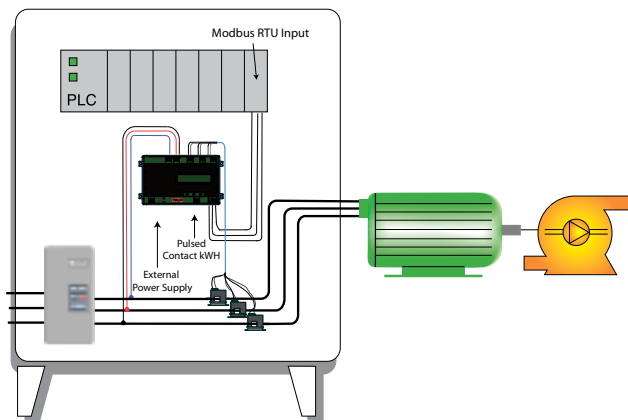 Modbus RTU Input
PLC
Pulsed
Contact kWH
External
Power Supply